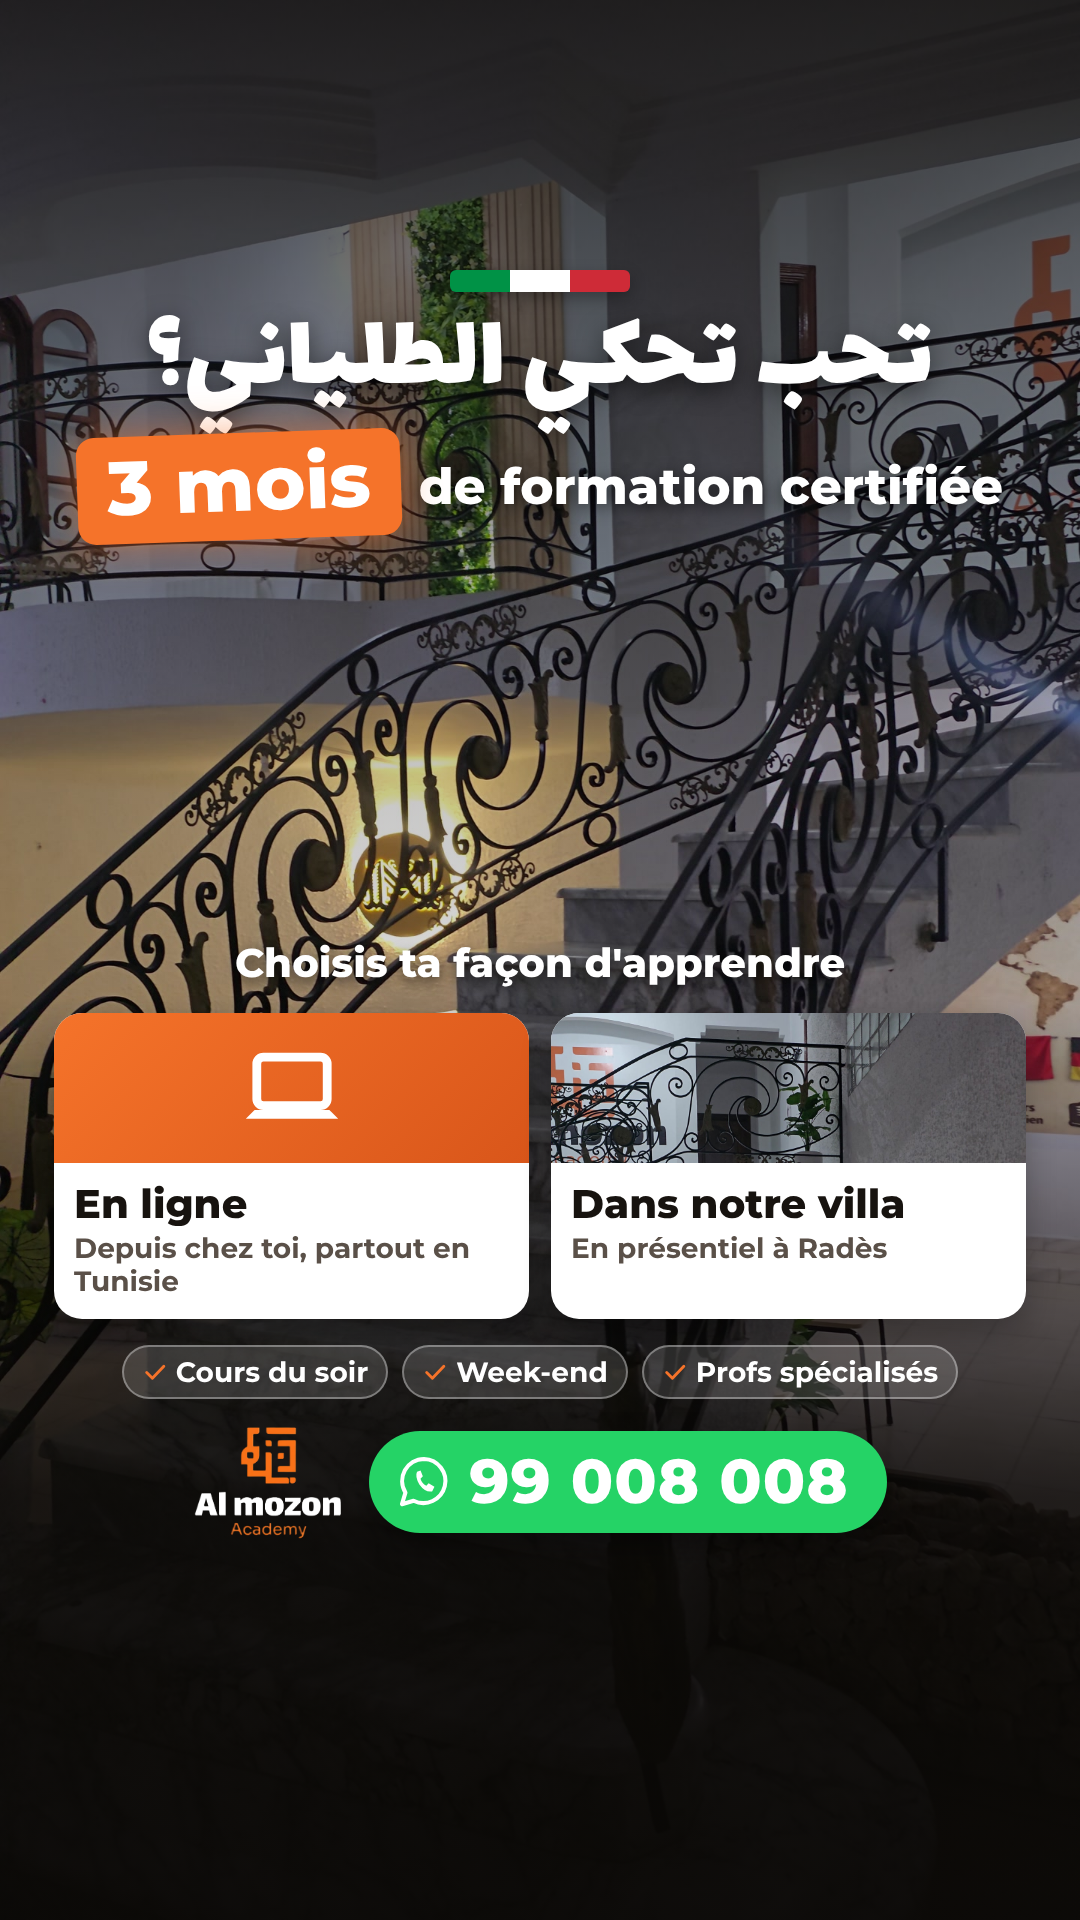 تحب تحكي الطلياني؟
3 mois de formation certifiée
Choisis ta façon d'apprendre
En ligne
Depuis chez toi, partout en
Tunisie
Dans notre villa
En présentiel à Radès
Cours du soir
Week-end
Profs spécialisés
Al mozon
Academy
99 008 008